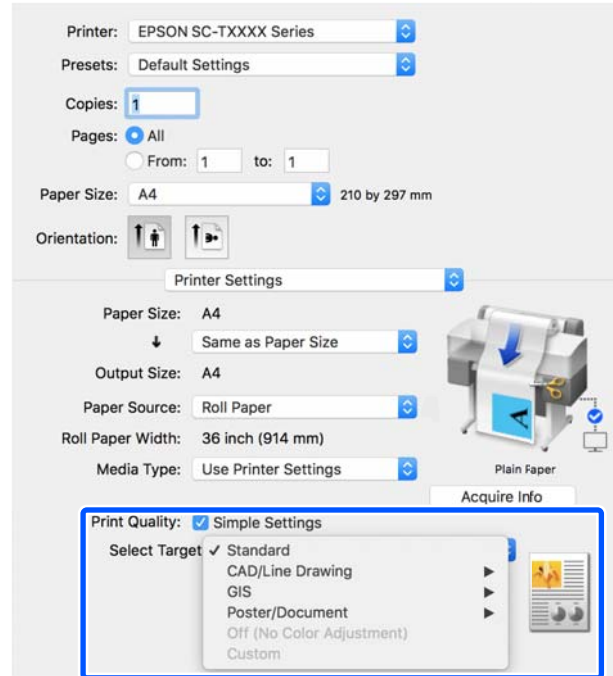 Printer: EPSON SC-TXXXX Series
Presets: Default Settings
Copies: 1
Pages: All
From: 1 to: 1
Paper Size: A4 210 by 297 mm
Orientation:
Printer Settings
Paper Size: A4
Same as Paper Size
Output Size: A4
Paper Source: Roll Paper
Roll Paper Width: 36 inch (914 mm)
Media Type: Use Printer Settings
Plain Paper
Acquire Info
Print Quality: Simple Settings
Select Target ✓ Standard
CAD/Line Drawing
GIS
Poster/Document
Off (No Color Adjustment)
Custom